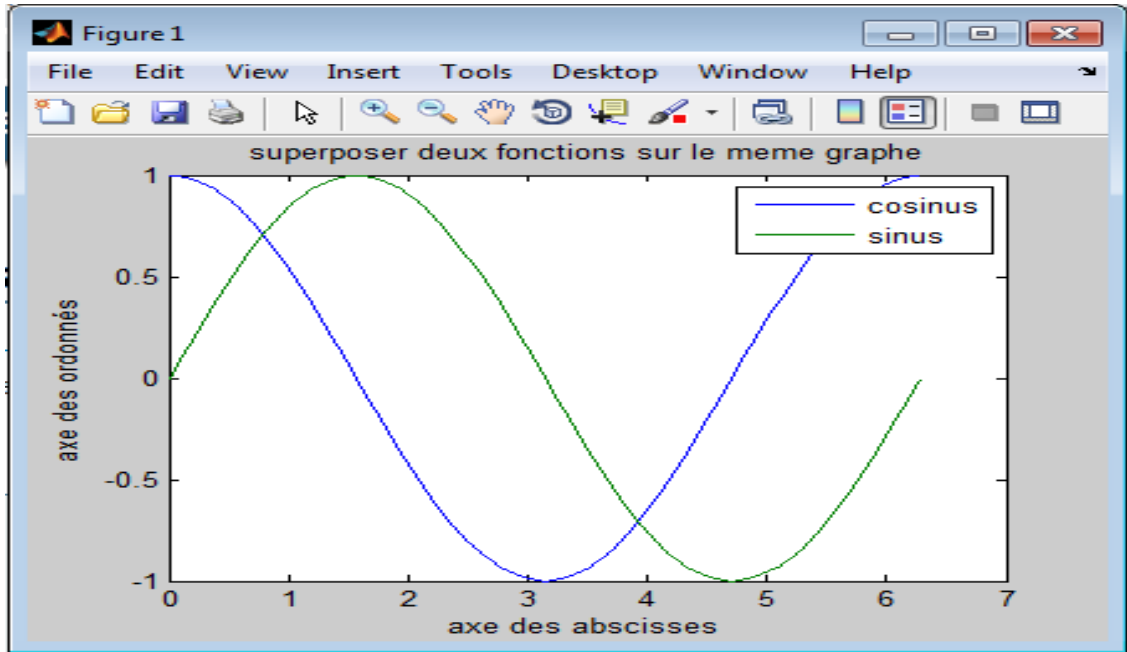 Figure 1
File Edit View Insert Tools Desktop Window Help
superposer deux fonctions sur le meme graphe
cosinus
sinus
axe des ordonnés
1
0.5
0
-0.5
-1
0 1 2 3 4 5 6 7
axe des abscisses